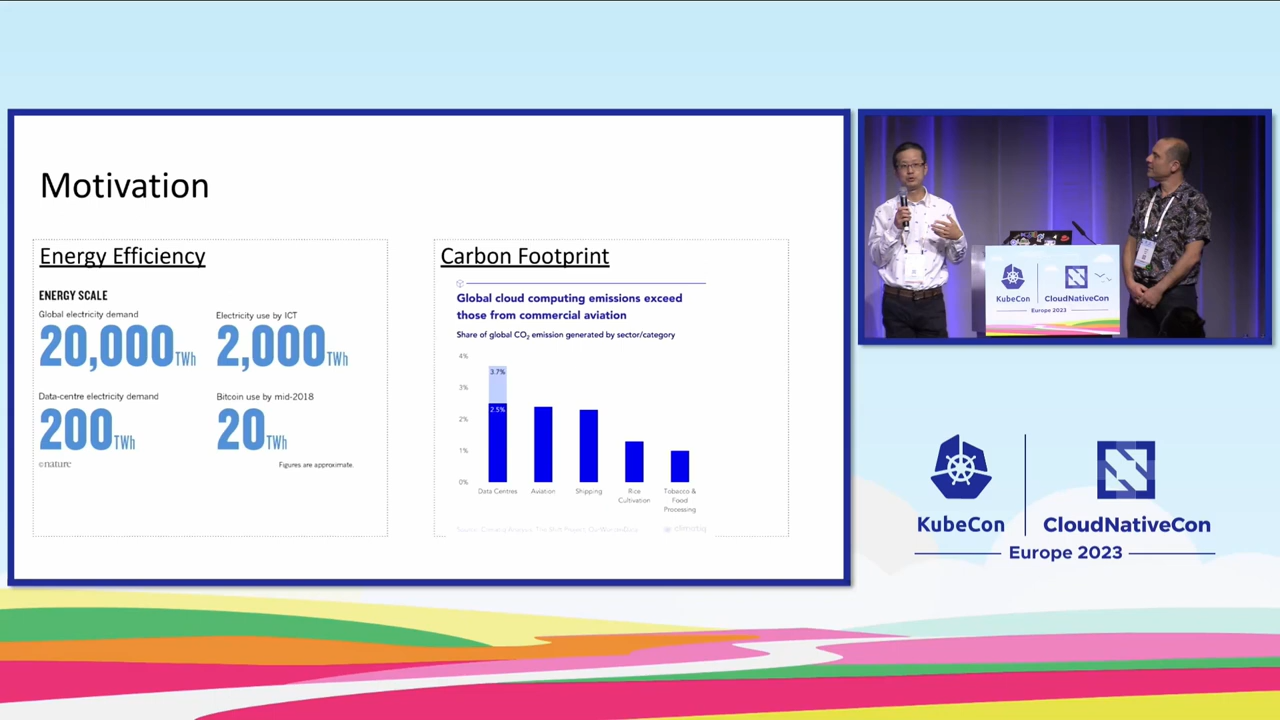 Motivation
Energy Efficiency
ENERGY SCALE
Global electricity demand
20,000TWh
Electricity use by ICT
2,000TWh
Data-centre electricity demand
200TWh
Bitcoin use by mid-2018
20TWh
©nature
Figures are approximate.
Carbon Footprint
Global cloud computing emissions exceed
those from commercial aviation
Share of global CO₂ emission generated by sector/category
4%
3%
2%
1%
0%
3.7%
2.5%
Data Centres
Aviation
Shipping
Rice
Cultivation
Tobacco &
Food
Processing
climatiq
KubeCon
CloudNativeCon
Europe 2023
KubeCon
CloudNativeCon
Europe 2023